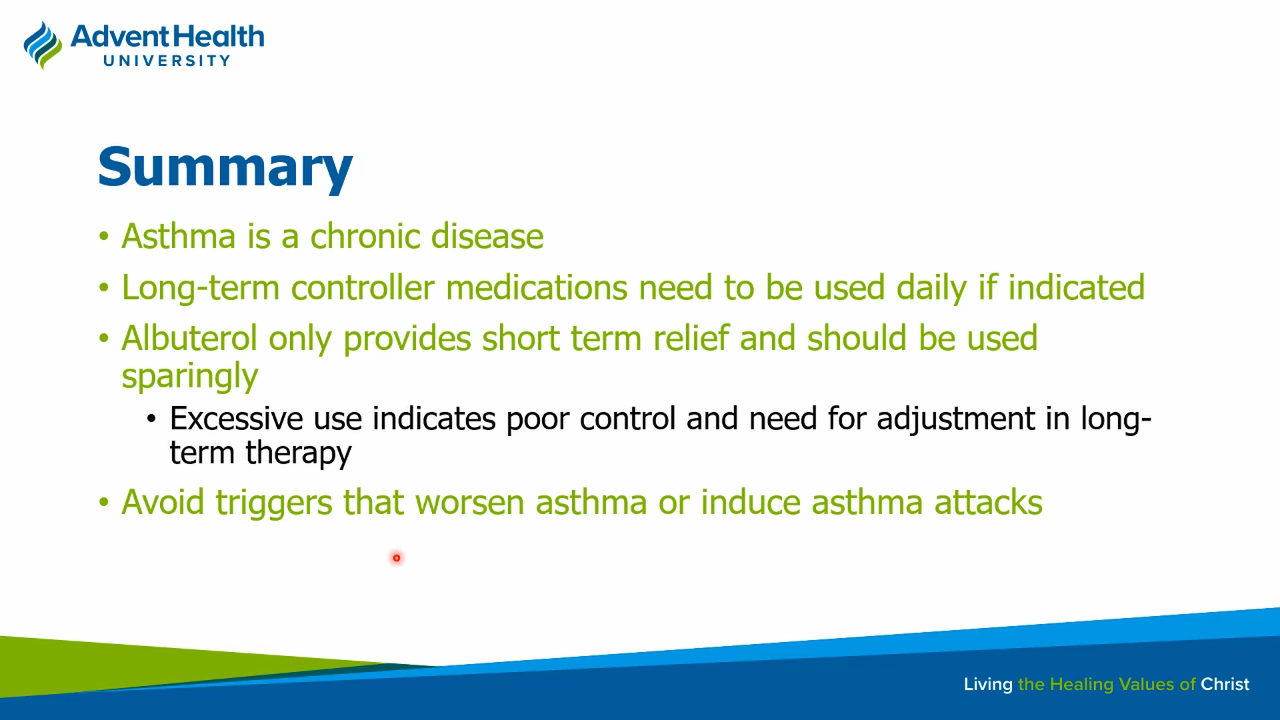 AdventHealth
UNIVERSITY
Summary
• Asthma is a chronic disease
• Long-term controller medications need to be used daily if indicated
• Albuterol only provides short term relief and should be used
sparingly
• Excessive use indicates poor control and need for adjustment in long-
term therapy
• Avoid triggers that worsen asthma or induce asthma attacks
Living the Healing Values of Christ